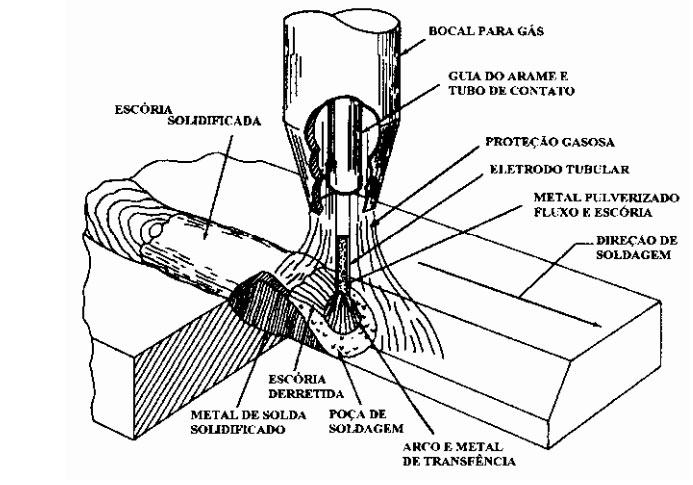 BOCAL PARA GÁS
GUIA DO ARAME E
TUBO DE CONTATO
ESCÓRIA
SOLIDIFICADA
PROTEÇÃO GASOSA
ELETRODO TUBULAR
METAL PULVERIZADO
FLUXO E ESCÓRIA
DIREÇÃO DE
SOLDAGEM
ESCÓRIA
DERRETIDA
METAL DE SOLDA
SOLIDIFICADO
POÇA DE
SOLDAGEM
ARCO E METAL
DE TRANSFÊNCIA